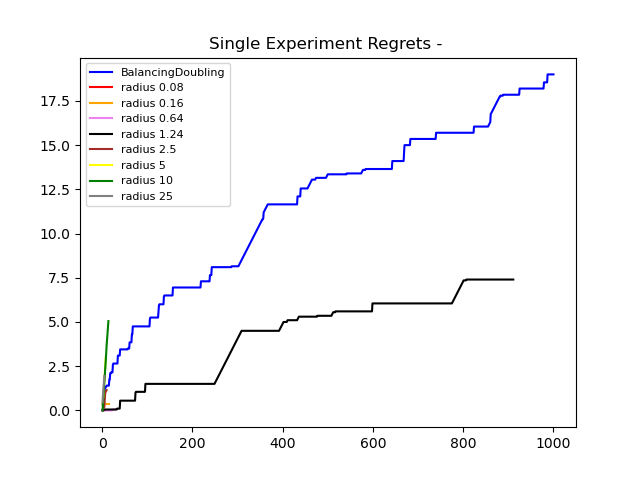 Single Experiment Regrets -
BalancingDoubling
radius 0.08
radius 0.16
radius 0.64
radius 1.24
radius 2.5
radius 5
radius 10
radius 25
17.5
15.0
12.5
10.0
7.5
5.0
2.5
0.0
0 200 400 600 800 1000